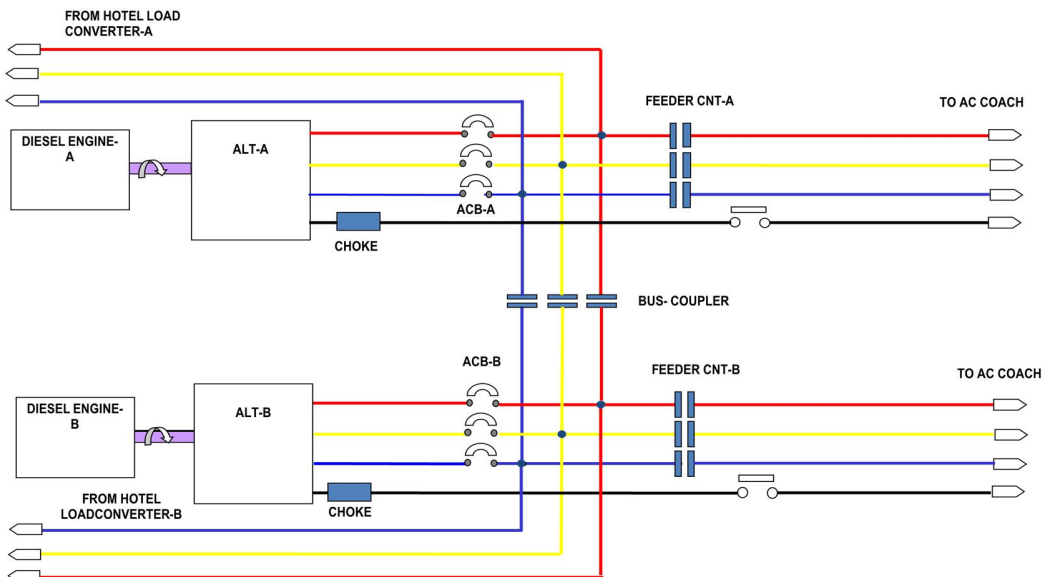 FROM HOTEL LOAD
CONVERTER-A
FEEDER CNT-A
TO AC COACH
DIESEL ENGINE-
A
ALT-A
ACB-A
CHOKE
BUS- COUPLER
ACB-B
FEEDER CNT-B
TO AC COACH
DIESEL ENGINE-
B
ALT-B
FROM HOTEL
LOADCONVERTER-B
CHOKE